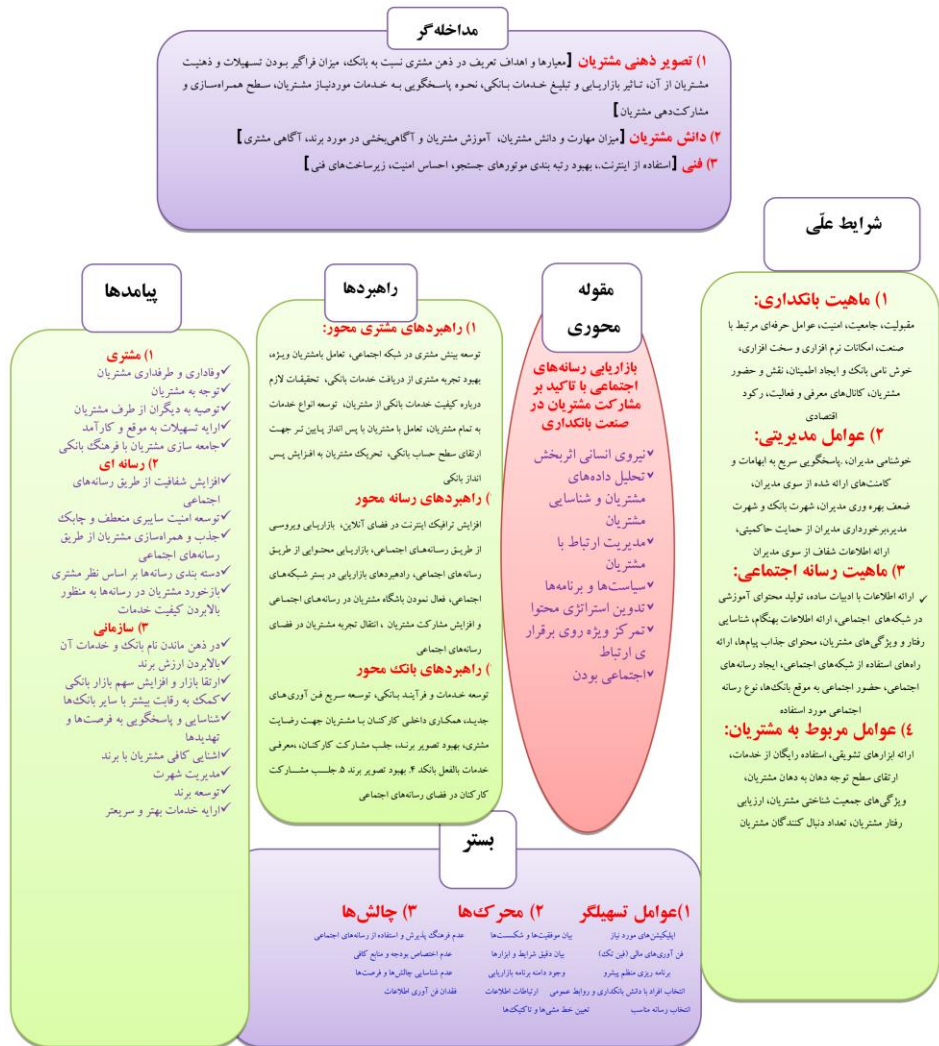 مداخله‌گر
۱) تصویر ذهنی مشتریان [معیارها و اهداف تعریف در ذهن مشتری نسبت به بانک، میزان فراگیر بودن تسهیلات و ذهنیت
مشتریان از آن، تاثیر بازاریابی و تبلیغ خدمات بانکی، نحوه پاسخگویی به خدمات موردنیاز مشتریان، سطح همراه‌سازی و
مشارکت‌دهی مشتریان]
۲) دانش مشتریان [میزان مهارت و دانش مشتریان، آموزش مشتریان و آگاهی‌بخشی در مورد برند، آگاهی مشتری]
۳) فنی [استفاده از اینترنت،، بهبود رتبه بندی موتورهای جستجو، احساس امنیت، زیرساخت‌های فنی]
شرایط علّی
۱) ماهیت بانکداری:
مقبولیت، جامعیت، امنیت، عوامل حرفه‌ای مرتبط با
صنعت، امکانات نرم افزاری و سخت افزاری،
خوش نامی بانک و ایجاد اطمینان، نقش و حضور
مشتریان، کانال‌های معرفی و فعالیت، رکود
اقتصادی
۲) عوامل مدیریتی:
خوشنامی مدیران، .پاسخگویی سریع به ابهامات و
کامنت‌های ارائه شده از سوی مدیران،
ضعف بهره وری مدیران، شهرت بانک و شهرت
مدیر،برخورداری مدیران از حمایت حاکمیتی،
ارائه اطلاعات شفاف از سوی مدیران
۳) ماهیت رسانه اجتماعی:
✓ ارائه اطلاعات با ادبیات ساده، تولید محتوای آموزشی
در شبکه‌های اجتماعی، ارائه اطلاعات بهنگام، شناسایی
رفتار و ویژگی‌های مشتریان، محتوای جذاب پیام‌ها، ارائه
راه‌های استفاده از شبکه‌های اجتماعی، ایجاد رسانه‌های
اجتماعی، حضور اجتماعی به موقع بانک‌ها، نوع رسانه
اجتماعی مورد استفاده
٤) عوامل مربوط به مشتریان:
ارائه ابزارهای تشویقی، استفاده رایگان از خدمات،
ارتقای سطح توجه دهان به دهان مشتریان،
ویژگی‌های جمعیت شناختی مشتریان، ارزیابی
رفتار مشتریان، تعداد دنبال کنندگان مشتریان
مقوله
محوری
بازاریابی رسانه‌های
اجتماعی با تاکید بر
مشارکت مشتریان در
صنعت بانکداری
✓نیروی انسانی اثربخش
✓تحلیل داده‌های
مشتریان و شناسایی
مشتریان
✓مدیریت ارتباط با
مشتریان
✓سیاست‌ها و برنامه‌ها
✓تدوین استراتژی محتوا
✓تمرکز ویژه روی برقرار
ی ارتباط
✓اجتماعی بودن
راهبردها
۱) راهبردهای مشتری محور:
توسعه بینش مشتری در شبکه اجتماعی، تعامل بامشتریان ویژه،
بهبود تجربه مشتری از دریافت خدمات بانکی، تحقیقات لازم
درباره کیفیت خدمات بانکی از مشتریان، توسعه انواع خدمات
به تمام مشتریان، تعامل با مشتریان با پس انداز پایین تر جهت
ارتقای سطح حساب بانکی، تحریک مشتریان به افزایش پس
انداز بانکی
) راهبردهای رسانه محور
افزایش ترافیک اینترنت در فضای آنلاین، بازاریابی ویروسی
از طریق رسانه‌های اجتماعی، بازاریابی محتوایی از طریق
رسانه‌های اجتماعی، راهبردهای بازاریابی در بستر شبکه‌های
اجتماعی، فعال نمودن باشگاه مشتریان در رسانه‌های اجتماعی
و افزایش مشارکت مشتریان ، انتقال تجربه مشتریان در فضای
رسانه‌های اجتماعی
) راهبردهای بانک محور
توسعه خدمات و فرآیند بانکی، توسعه سریع فن آوری‌های
جدید، همکاری داخلی کارکنان با مشتریان جهت رضایت
مشتری، بهبود تصویر برند، جلب مشارکت کارکنان، ،معرفی
خدمات بالفعل بانکد ۴. بهبود تصویر برند ۵.جلب مشارکت
کارکنان در فضای رسانه‌های اجتماعی
پیامدها
۱) مشتری
✓وفاداری و طرفداری مشتریان
✓توجه به مشتریان
✓توصیه به دیگران از طرف مشتریان
✓ارایه تسهیلات به موقع و کارآمد
✓جامعه سازی مشتریان با فرهنگ بانکی
۲) رسانه ای
✓افزایش شفافیت از طریق رسانه‌های
اجتماعی
✓توسعه امنیت سایبری منعطف و چابک
✓جذب و همراه‌سازی مشتریان از طریق
رسانه‌های اجتماعی
✓دسته بندی رسانه‌ها بر اساس نظر مشتری
✓بازخورد مشتریان در رسانه‌ها به منظور
بالابردن کیفیت خدمات
۳) سازمانی
✓در ذهن ماندن نام بانک و خدمات آن
✓بالابردن ارزش برند
✓ارتقا بازار و افزایش سهم بازار بانکی
✓کمک به رقابت بیشتر با سایر بانک‌ها
✓شناسایی و پاسخگویی به فرصت‌ها و
تهدیدها
✓اشنایی کافی مشتریان با برند
✓مدیریت شهرت
✓توسعه برند
✓ارایه خدمات بهتر و سریعتر
بستر
۱)عوامل تسهیلگر ۲) محرک‌ها ۳) چالش‌ها
اپلیکیشن‌های مورد نیاز بیان موفقیت‌ها و شکست‌ها عدم فرهنگ پذیرش و استفاده از رسانه‌های اجتماعی
فن آوری‌های مالی (فین تک) بیان دقیق شرایط و ابزارها عدم اختصاص بودجه و منابع کافی
برنامه ریزی منظم پیشرو وجود دامنه برنامه بازاریابی عدم شناسایی چالش‌ها و فرصت‌ها
انتخاب افراد با دانش بانکداری و روابط عمومی ارتباطات اطلاعات فقدان فن آوری اطلاعات
انتخاب رسانه مناسب تعیین خط مشی‌ها و تاکتیک‌ها